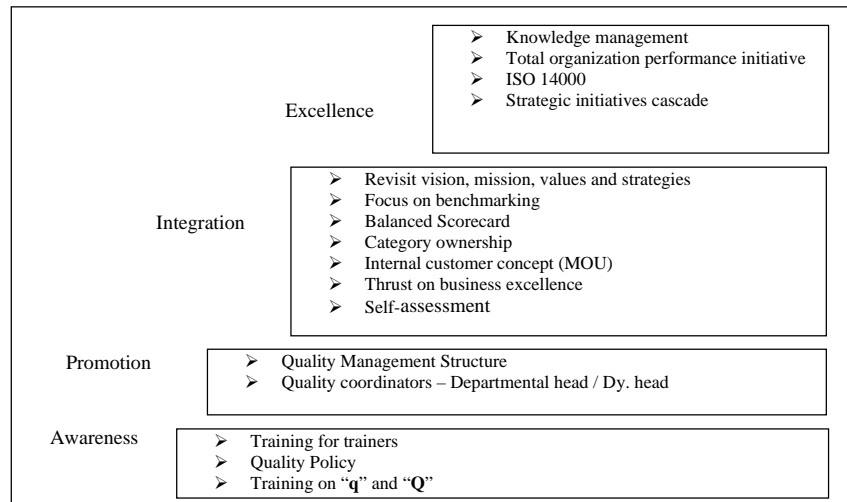 Excellence
➢ Knowledge management
➢ Total organization performance initiative
➢ ISO 14000
➢ Strategic initiatives cascade
Integration
➢ Revisit vision, mission, values and strategies
➢ Focus on benchmarking
➢ Balanced Scorecard
➢ Category ownership
➢ Internal customer concept (MOU)
➢ Thrust on business excellence
➢ Self-assessment
Promotion
➢ Quality Management Structure
➢ Quality coordinators – Departmental head / Dy. head
Awareness
➢ Training for trainers
➢ Quality Policy
➢ Training on “q” and “Q”